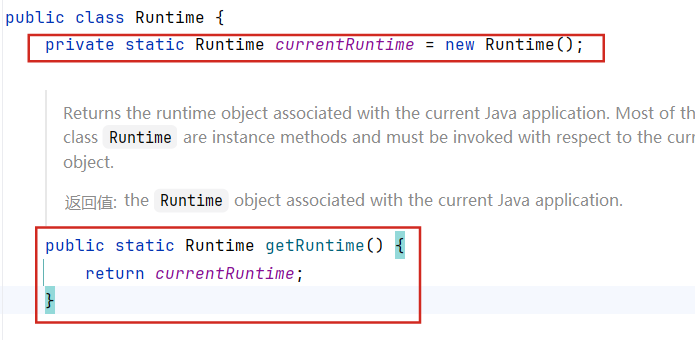 public class Runtime {
private static Runtime currentRuntime = new Runtime();
Returns the runtime object associated with the current Java application. Most of th
class Runtime are instance methods and must be invoked with respect to the curr
object.
返回值: the Runtime object associated with the current Java application.
public static Runtime getRuntime() {
return currentRuntime;
}